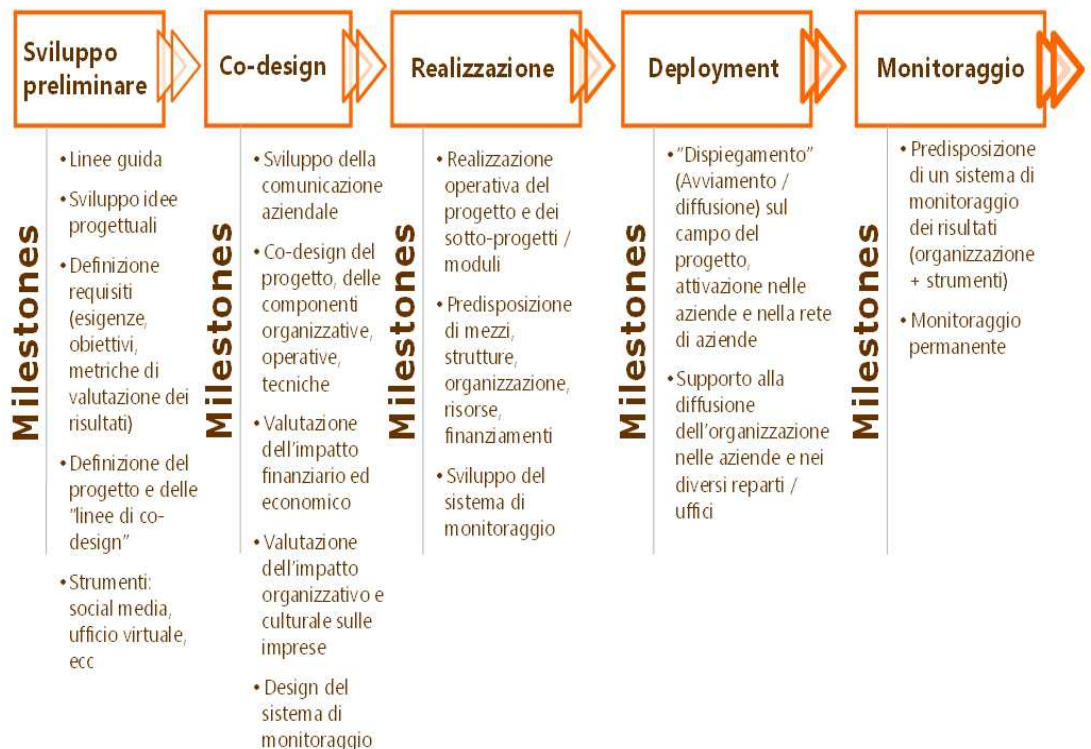 Sviluppo
preliminare
Co-design
Realizzazione
Deployment
Monitoraggio
Milestones
• Linee guida
• Sviluppo idee
progettuali
• Definizione
requisiti
(esigenze,
obiettivi,
metriche di
valutazione dei
risultati)
• Definizione del
progetto e delle
"linee di co-
design"
• Strumenti:
social media,
ufficio virtuale,
ecc
Milestones
• Sviluppo della
comunicazione
aziendale
• Co-design del
progetto, delle
componenti
organizzative,
operative,
tecniche
• Valutazione
dell'impatto
finanziario ed
economico
• Valutazione
dell'impatto
organizzativo e
culturale sulle
imprese
• Design del
sistema di
monitoraggio
Milestones
• Realizzazione
operativa del
progetto e dei
sotto-progetti /
moduli
• Predisposizione
di mezzi,
strutture,
organizzazione,
risorse,
finanziamenti
• Sviluppo del
sistema di
monitoraggio
Milestones
• "Dispiegamento"
(Avviamento /
diffusione) sul
campo del
progetto,
attivazione nelle
aziende e nella rete
di aziende
• Supporto alla
diffusione
dell'organizzazione
nelle aziende e nei
diversi reparti /
uffici
Milestones
• Predisposizione
di un sistema di
monitoraggio
dei risultati
(organizzazione
+ strumenti)
• Monitoraggio
permanente